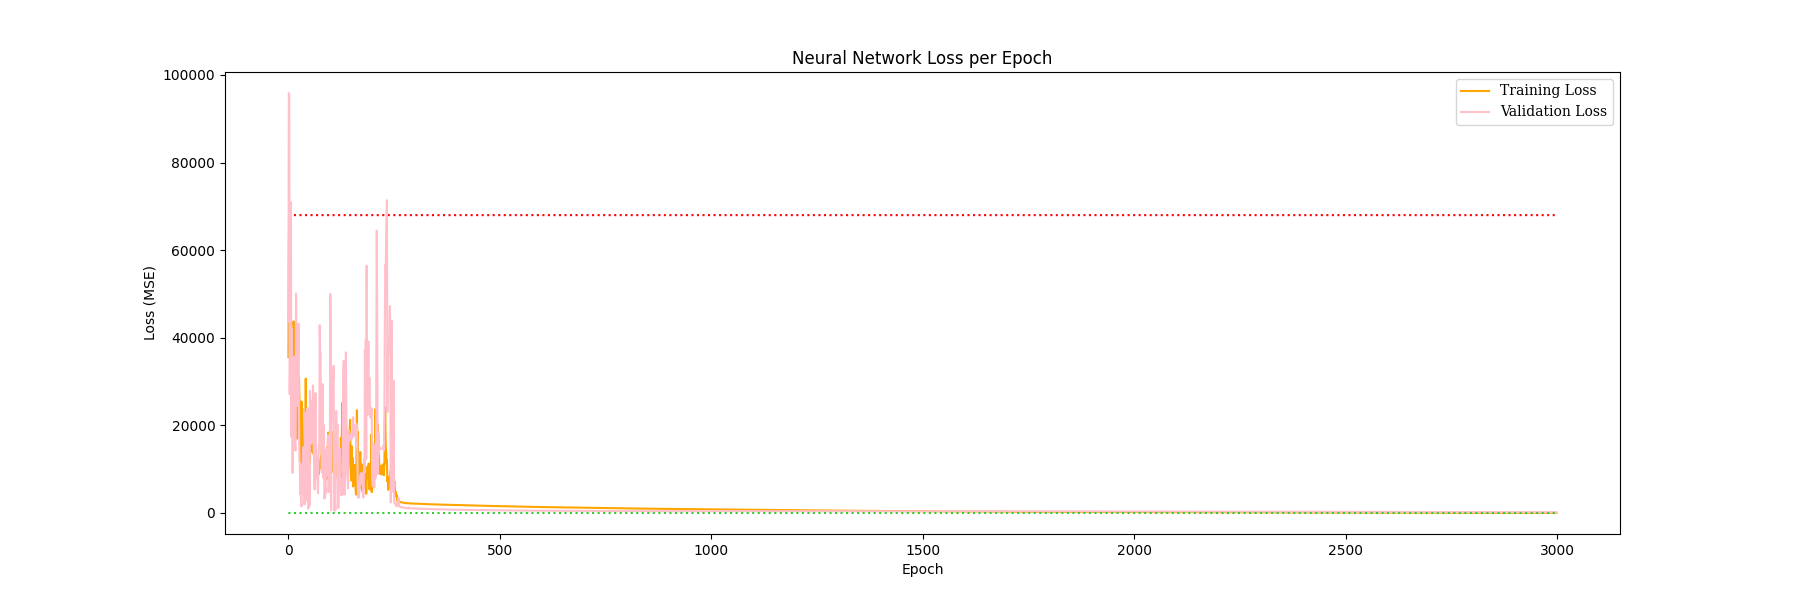 Neural Network Loss per Epoch
100000
80000
60000
40000
20000
0
Loss (MSE)
Training Loss
Validation Loss
0
500
1000
1500
2000
2500
3000
Epoch